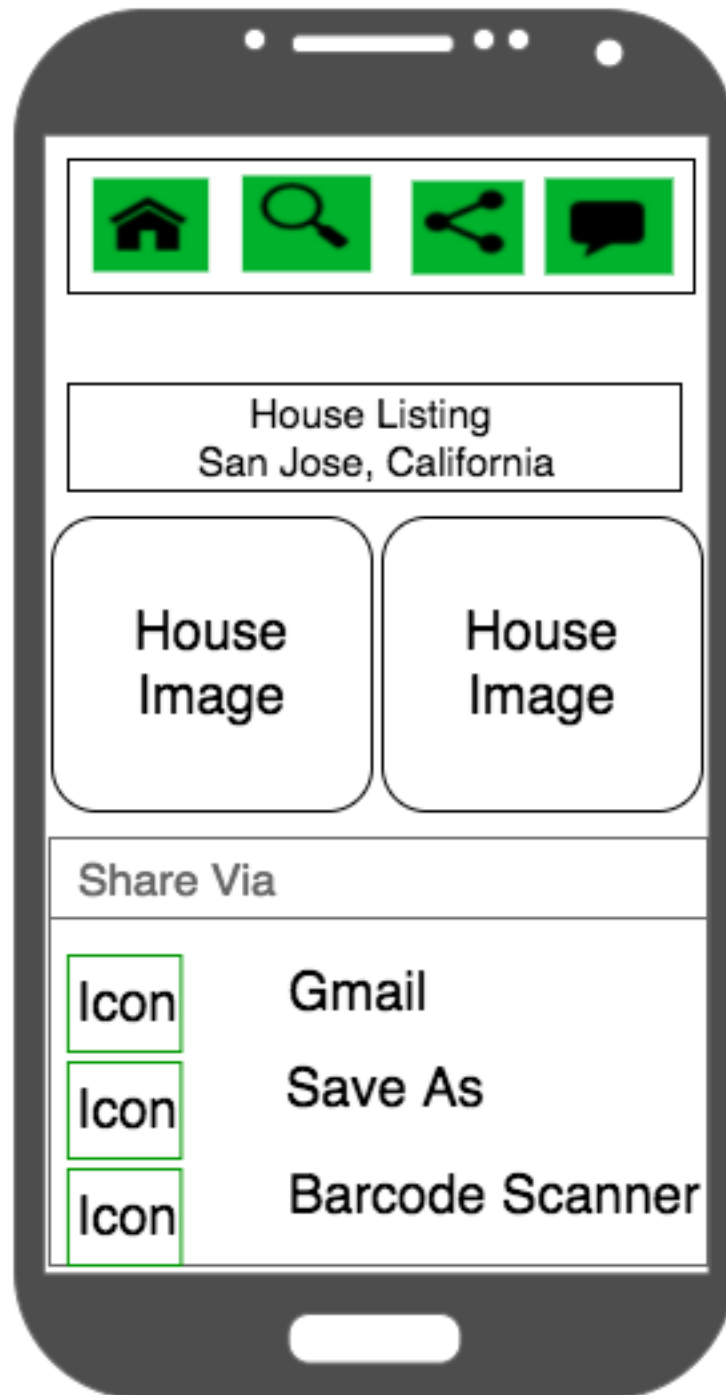 House Listing
San Jose, California
House
Image
House
Image
Share Via
Icon
Gmail
Icon
Save As
Icon
Barcode Scanner